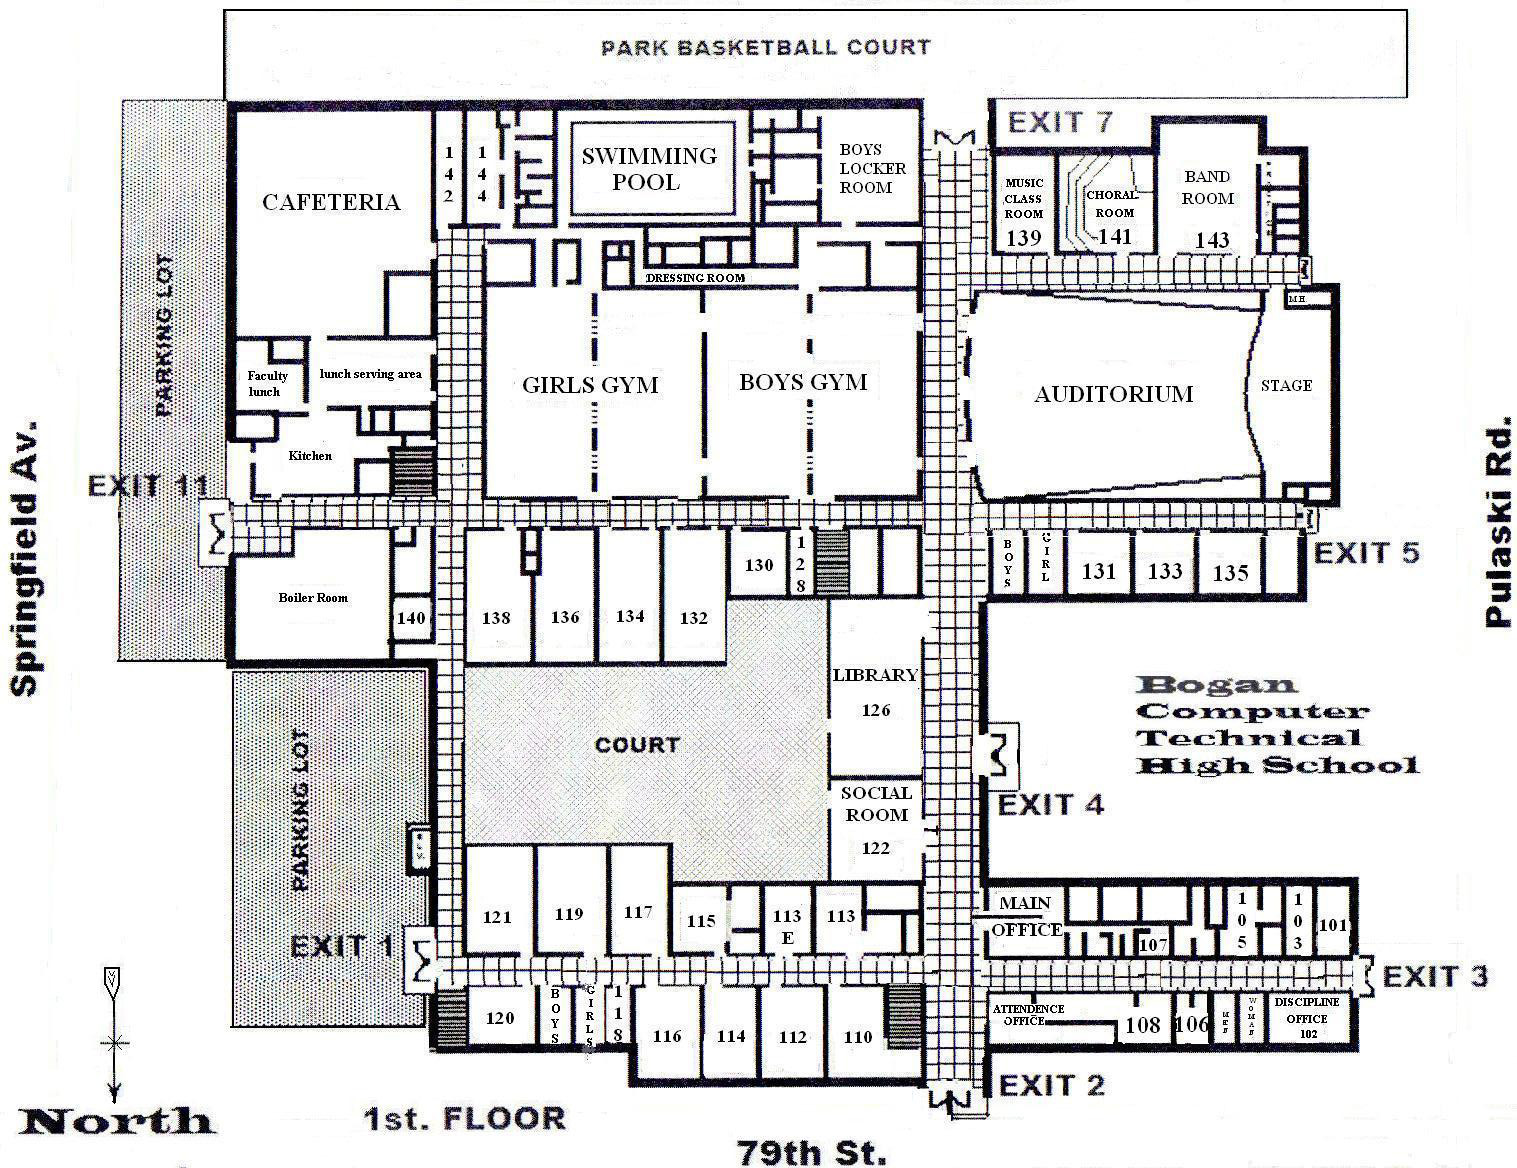 PARK BASKETBALL COURT
EXIT 7
CAFETERIA
142
144
SWIMMING
POOL
BOYS
LOCKER
ROOM
MUSIC
CLASS
ROOM
139
CHORAL
ROOM
141
BAND
ROOM
143
PARKING LOT
DRESSING ROOM
M E N
Faculty
lunch
lunch serving area
GIRLS GYM
BOYS GYM
AUDITORIUM
STAGE
Springfield Av.
Pulaski Rd.
Kitchen
EXIT 11
EXIT 5
Boiler Room
140
138
136
134
132
130
128
BOYS
GIRL
131
133
135
LIBRARY
126
Bogan
Computer
Technical
High School
COURT
PARKING LOT
SOCIAL
ROOM
122
EXIT 4
121
119
117
115
113
E
113
MAIN
OFFICE
107
105
103
101
EXIT 1
EXIT 3
120
BOYS
GIRLS
118
116
114
112
110
ATTENDENCE
OFFICE
108
106
MEN
WOMAN
DISCIPLINE
OFFICE
102
EXIT 2
North
1st. FLOOR
79th St.